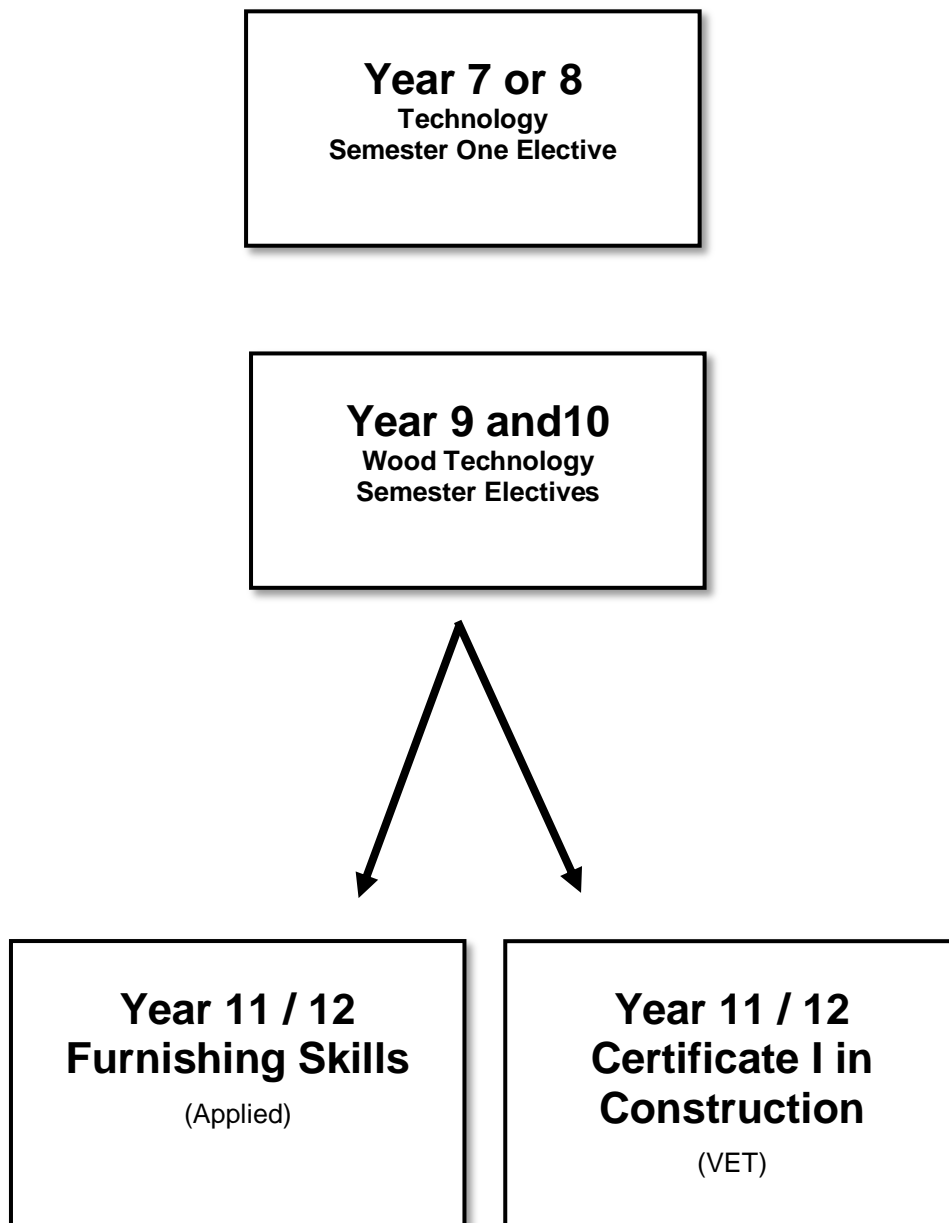 Year 7 or 8
Technology
Semester One Elective
Year 9 and10
Wood Technology
Semester Electives
Year 11 / 12
Furnishing Skills
(Applied)
Year 11 / 12
Certificate I in
Construction
(VET)